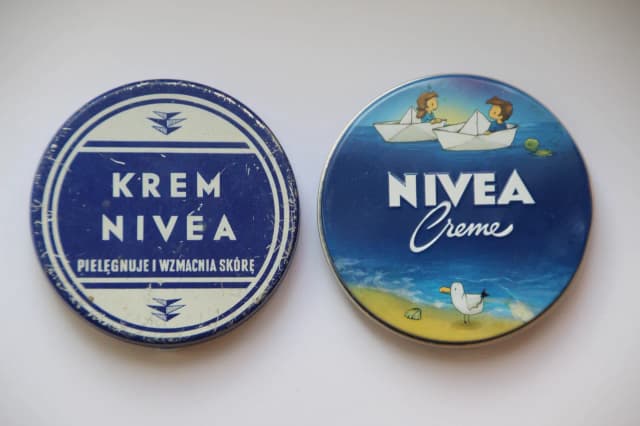 KREM
NIVEA
PIELĘGNUJE I WZMACNIA SKÓRĘ
NIVEA
Creme